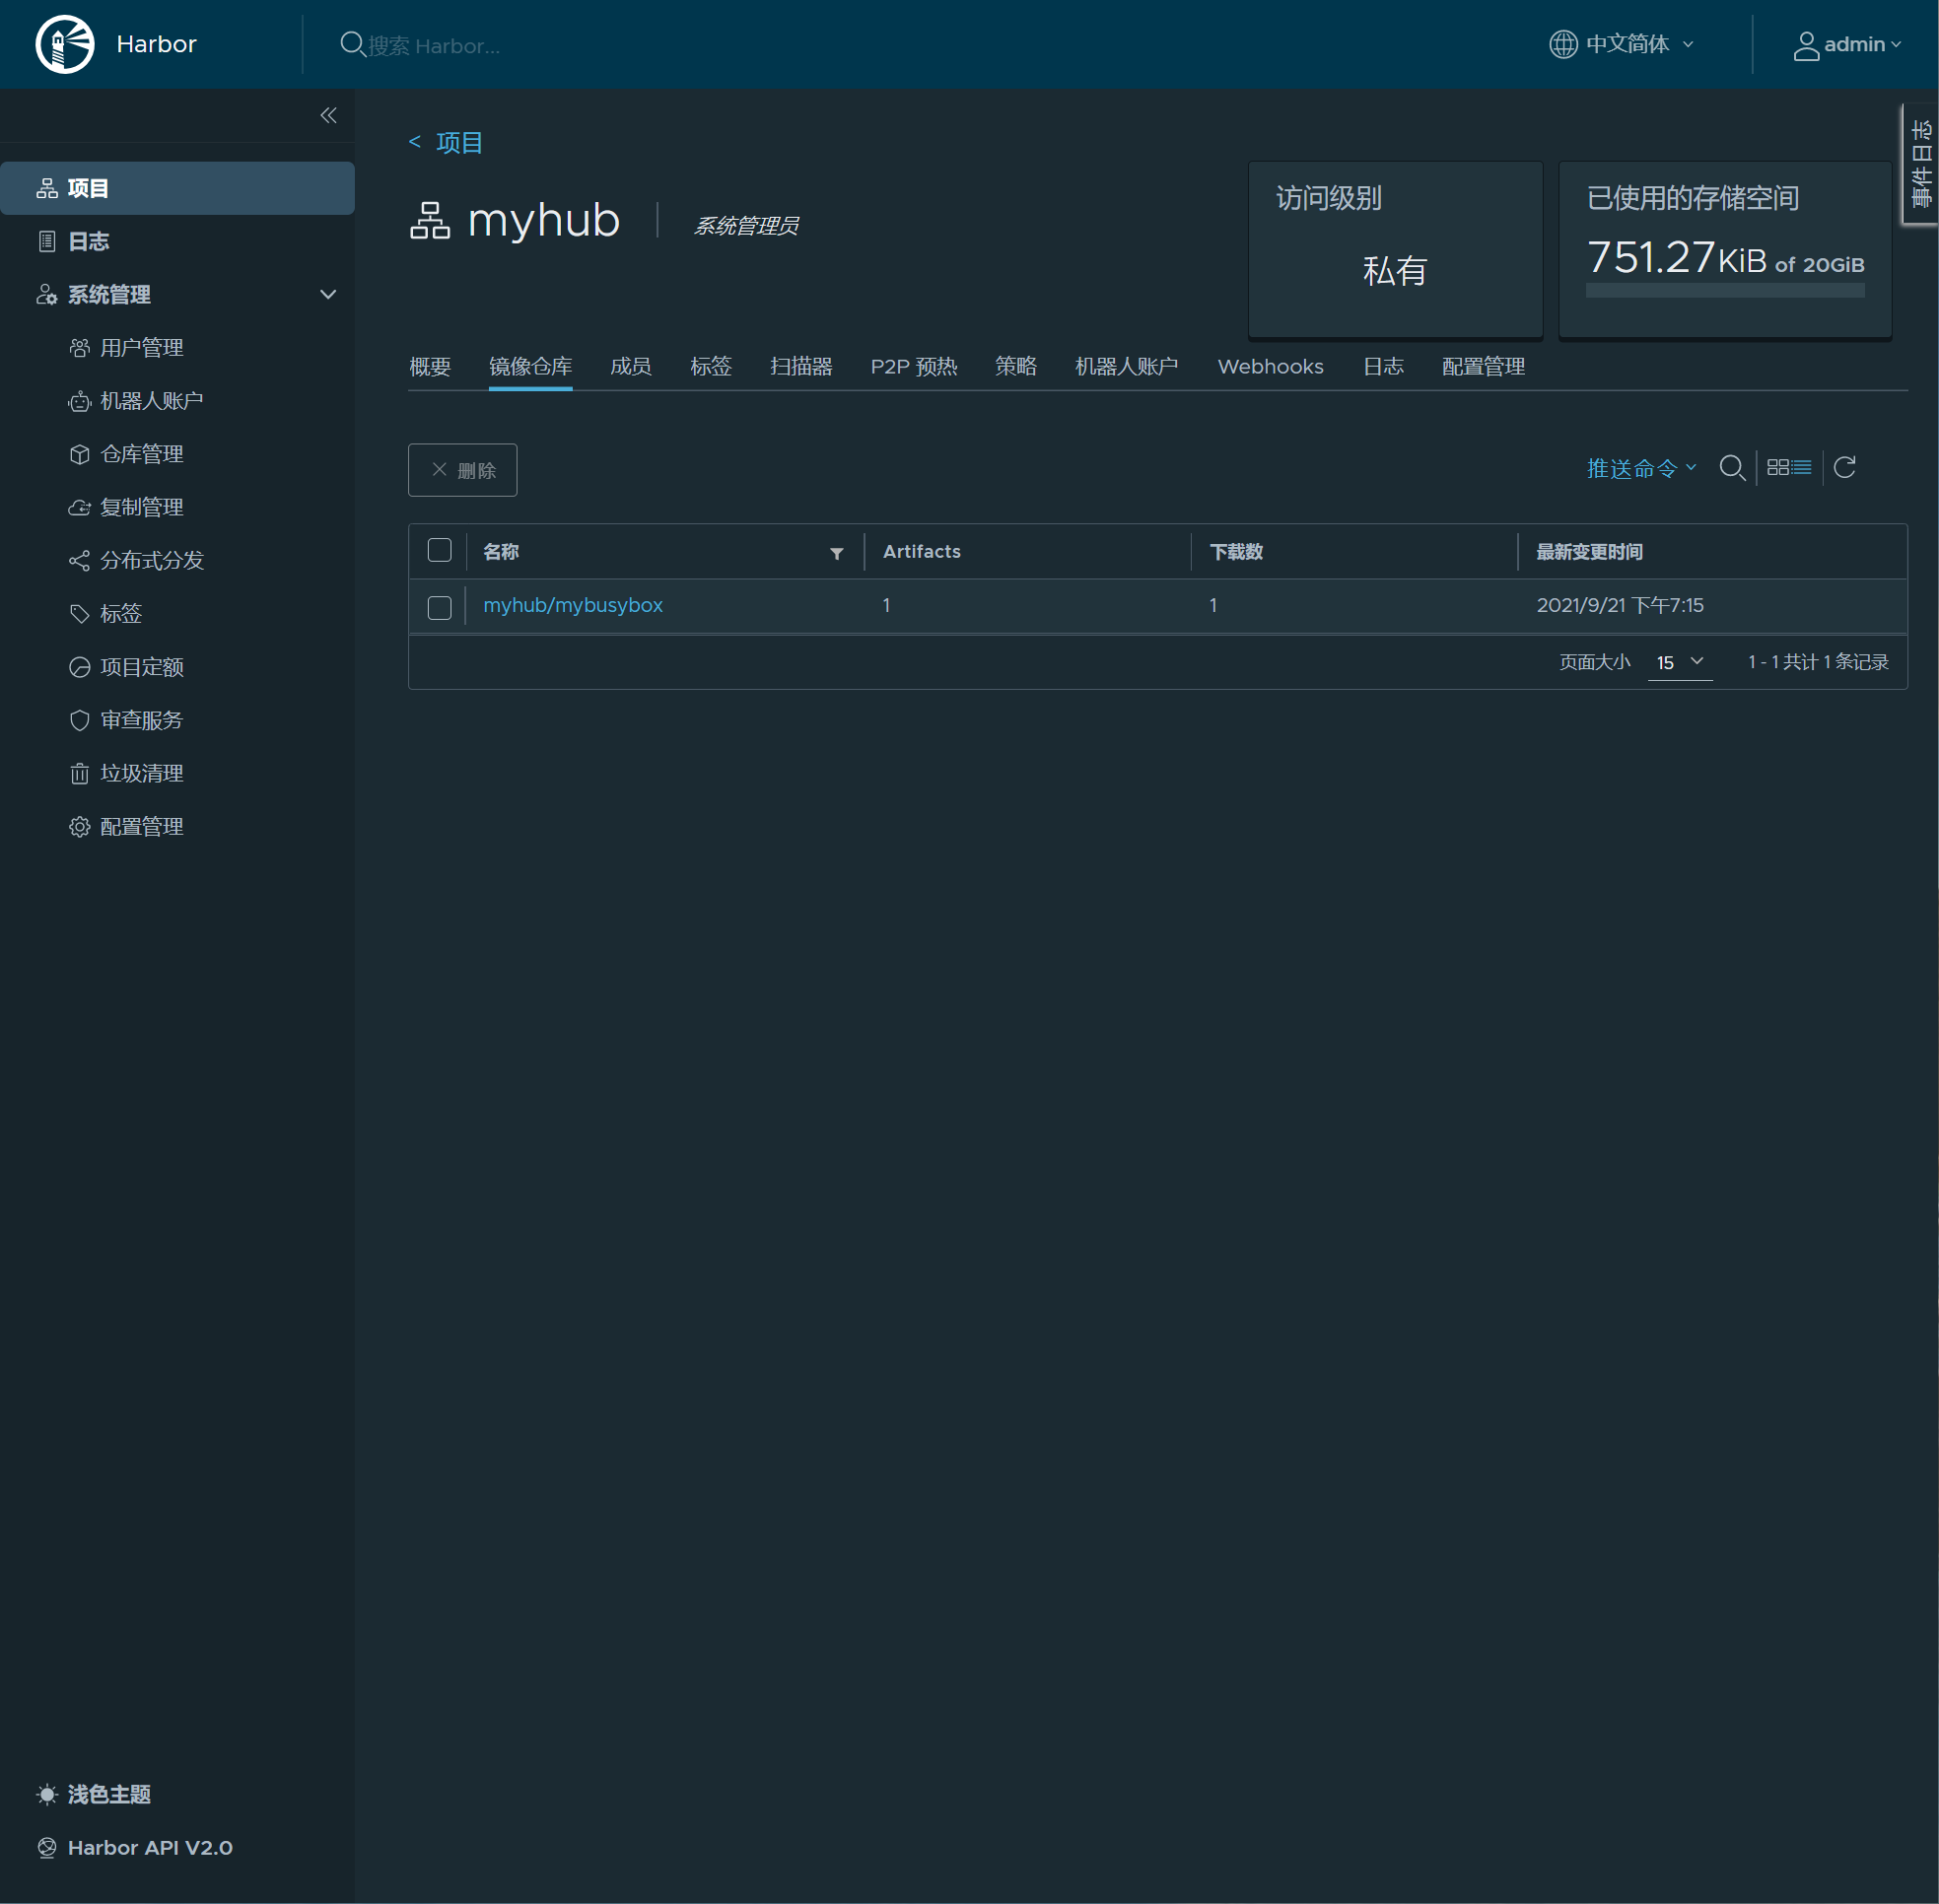 Harbor
搜索 Harbor...
中文简体
admin
事件日志
项目
日志
系统管理
用户管理
机器人账户
仓库管理
复制管理
分布式分发
标签
项目定额
审查服务
垃圾清理
配置管理
浅色主题
Harbor API V2.0
< 项目
myhub
系统管理员
访问级别
私有
已使用的存储空间
751.27KiB of 20GiB
概要 镜像仓库 成员 标签 扫描器 P2P 预热 策略 机器人账户 Webhooks 日志 配置管理
删除
推送命令
名称 Artifacts 下载数 最新变更时间
myhub/mybusybox 1 1 2021/9/21 下午7:15
页面大小 15 1 - 1 共计 1 条记录